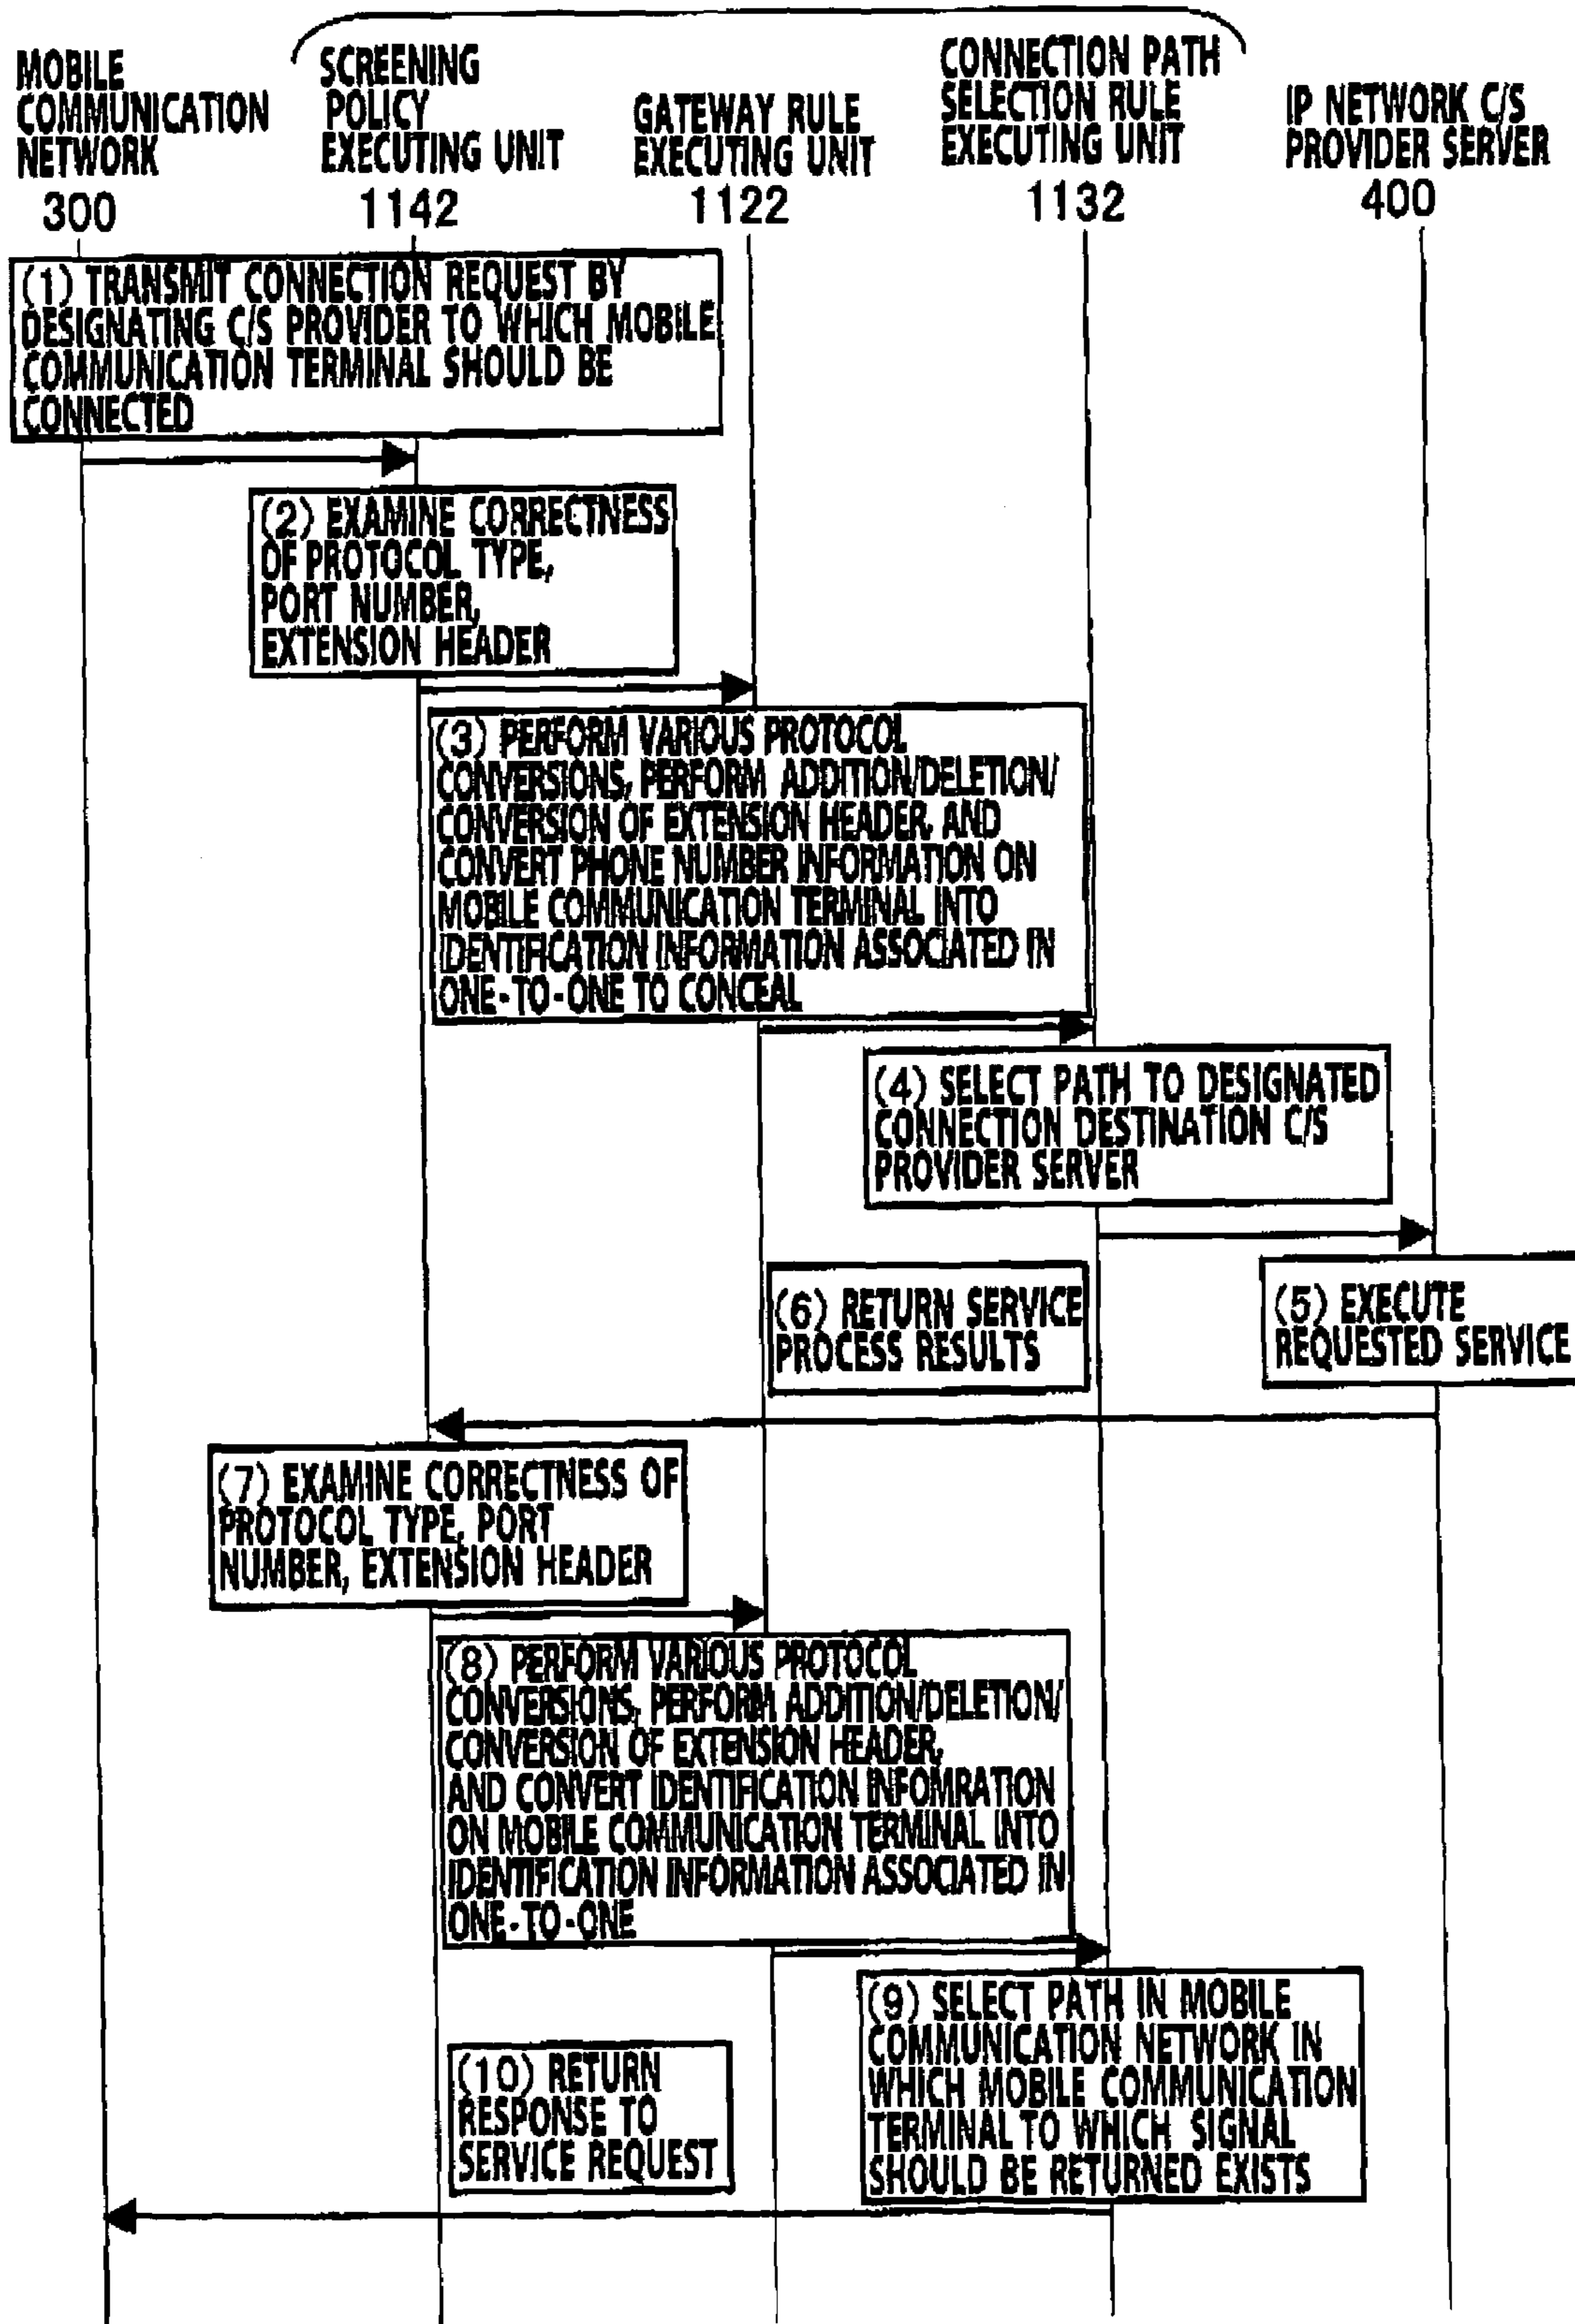 MOBILE
COMMUNICATION
NETWORK
300
SCREENING
POLICY
EXECUTING UNIT
1142
GATEWAY RULE
EXECUTING UNIT
1122
CONNECTION PATH
SELECTION RULE
EXECUTING UNIT
1132
IP NETWORK C/S
PROVIDER SERVER
400
(1) TRANSMIT CONNECTION REQUEST BY
DESIGNATING C/S PROVIDER TO WHICH MOBILE
COMMUNICATION TERMINAL SHOULD BE
CONNECTED
(2) EXAMINE CORRECTNESS
OF PROTOCOL TYPE,
PORT NUMBER,
EXTENSION HEADER
(3) PERFORM VARIOUS PROTOCOL
CONVERSIONS, PERFORM ADDITION/DELETION/
CONVERSION OF EXTENSION HEADER, AND
CONVERT PHONE NUMBER INFORMATION ON
MOBILE COMMUNICATION TERMINAL INTO
IDENTIFICATION INFORMATION ASSOCIATED IN
ONE-TO-ONE TO CONCEAL
(4) SELECT PATH TO DESIGNATED
CONNECTION DESTINATION C/S
PROVIDER SERVER
(5) EXECUTE
REQUESTED SERVICE
(6) RETURN SERVICE
PROCESS RESULTS
(7) EXAMINE CORRECTNESS OF
PROTOCOL TYPE, PORT
NUMBER, EXTENSION HEADER
(8) PERFORM VARIOUS PROTOCOL
CONVERSIONS, PERFORM ADDITION/DELETION/
CONVERSION OF EXTENSION HEADER,
AND CONVERT IDENTIFICATION INFOMRATION
ON MOBILE COMMUNICATION TERMINAL INTO
IDENTIFICATION INFORMATION ASSOCIATED IN
ONE-TO-ONE
(9) SELECT PATH IN MOBILE
COMMUNICATION NETWORK IN
WHICH MOBILE COMMUNICATION
TERMINAL TO WHICH SIGNAL
SHOULD BE RETURNED EXISTS
(10) RETURN
RESPONSE TO
SERVICE REQUEST